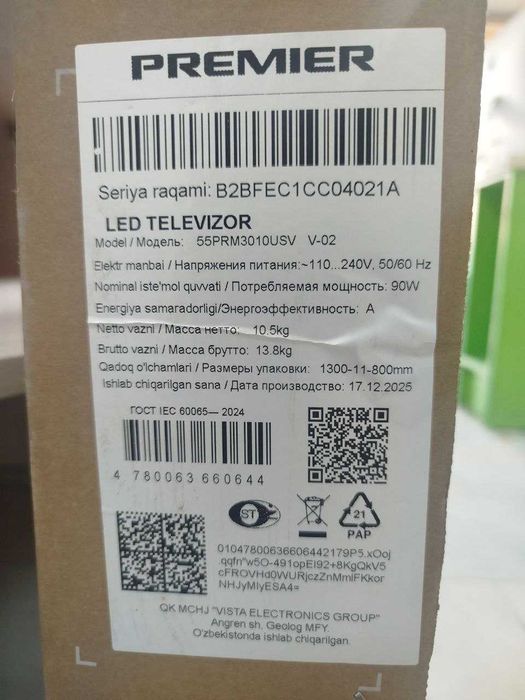 PREMIER
Seriya raqami: B2BFEC1CC04021A
LED TELEVIZOR
Model / Модель: 55PRM3010USV V-02
Elektr manbai / Напряжения питания:~110...240V, 50/60 Hz
Nominal iste'mol quvvati / Потребляемая мощность: 90W
Energiya samaradorligi/Энергоэффективность: A
Netto vazni / Масса нетто: 10.5kg
Brutto vazni / Масса брутто: 13.8kg
Qadoq o'lchamlari / Размеры упаковки: 1300-11-800mm
Ishlab chiqarilgan sana / Дата производство: 17.12.2025
ГОСТ IEC 60065— 2024
4 780063 660644
ST
21
PAP
01047800636606442179P5.xOoj
.qqfn"w5O-491opEI92+8KgQkV5
cFROVHd0WURjczZnNmlFKkor
NHJyMlyESA4=
QK MCHJ "VISTA ELECTRONICS GROUP"
Angren sh. Geolog MFY.
O'zbekistonda ishlab chiqarilgan.